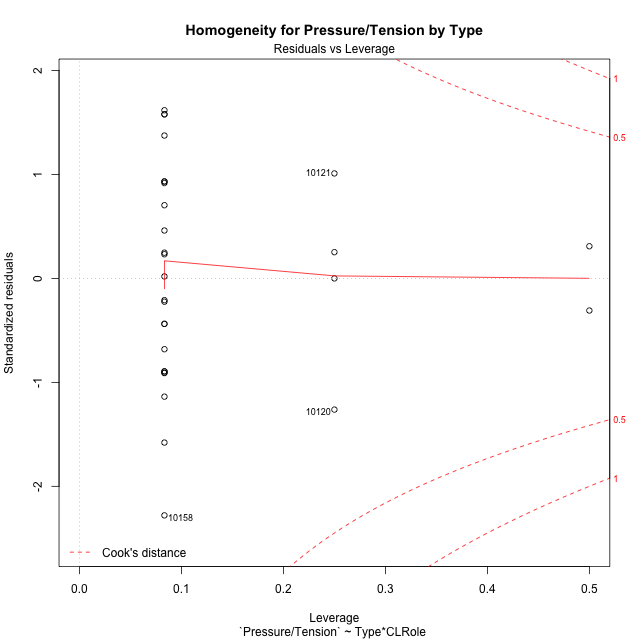 Homogeneity for Pressure/Tension by Type
Residuals vs Leverage
Standardized residuals
2
1
0
-1
-2
1
0.5
10121
10120
0.5
1
10158
Cook's distance
0.0 0.1 0.2 0.3 0.4 0.5
Leverage
`Pressure/Tension` ~ Type*CLRole